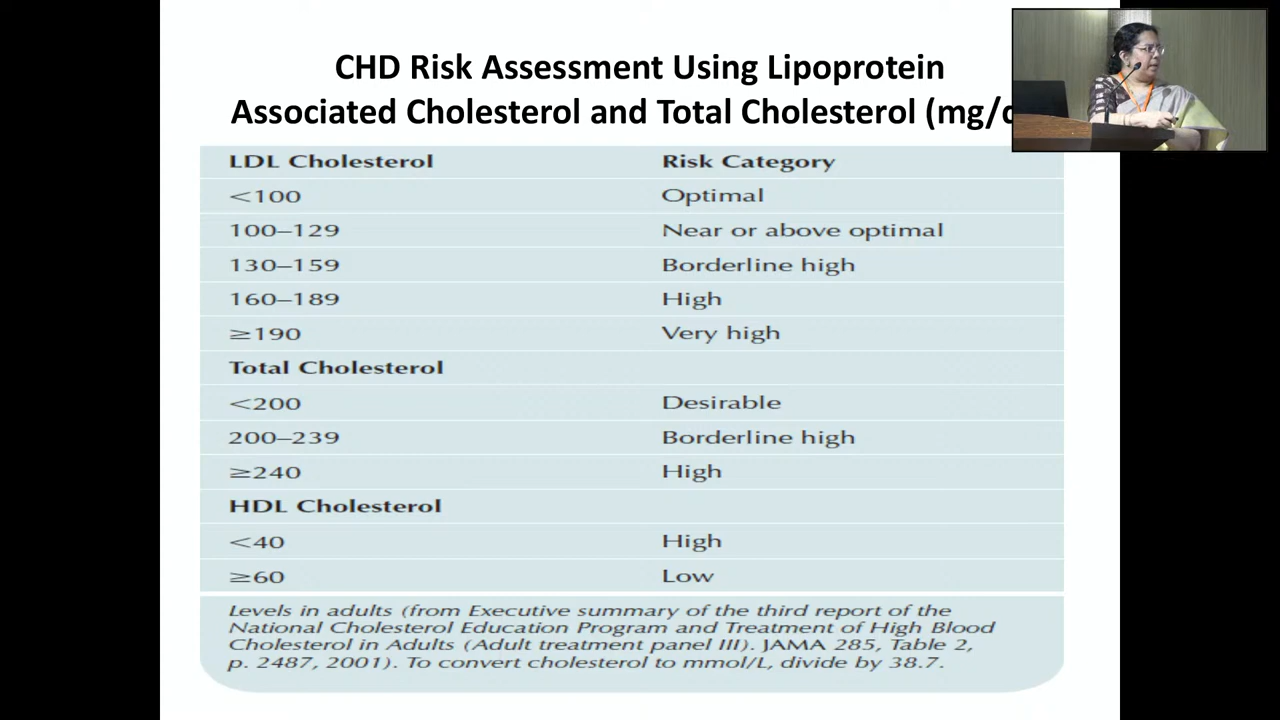 CHD Risk Assessment Using Lipoprotein
Associated Cholesterol and Total Cholesterol
LDL Cholesterol Risk Category
<100 Optimal
100–129 Near or above optimal
130–159 Borderline high
160–189 High
≥190 Very high
Total Cholesterol
<200 Desirable
200–239 Borderline high
≥240 High
HDL Cholesterol
<40 High
≥60 Low
Levels in adults (from Executive summary of the third report of the
National Cholesterol Education Program and Treatment of High Blood
Cholesterol in Adults (Adult treatment panel III). JAMA 285, Table 2,
p. 2487, 2001). To convert cholesterol to mmol/L, divide by 38.7.